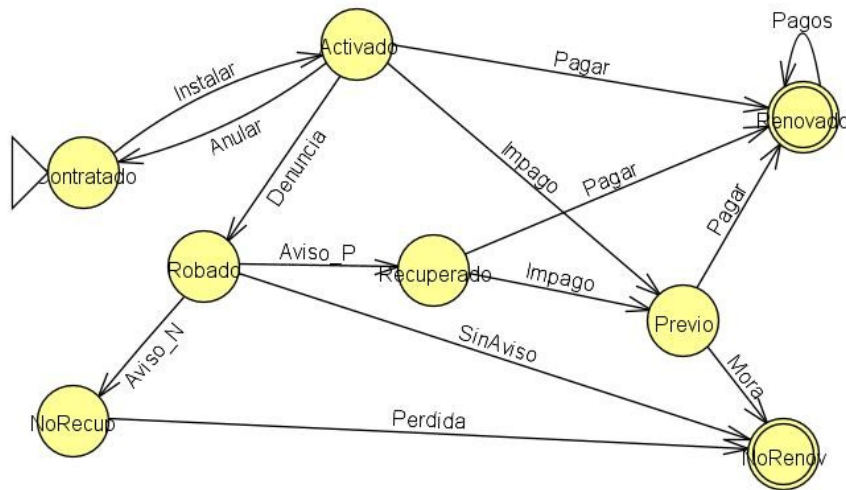 Pagos
Activado
Pagar
Instalar
Renovado
Anular
Contratado
Denuncia
Impago
Pagar
Pagar
Robado
Aviso_P
Recuperado
Impago
Previo
SinAviso
Aviso_N
Mora
NoRecup
Perdida
NoRenov